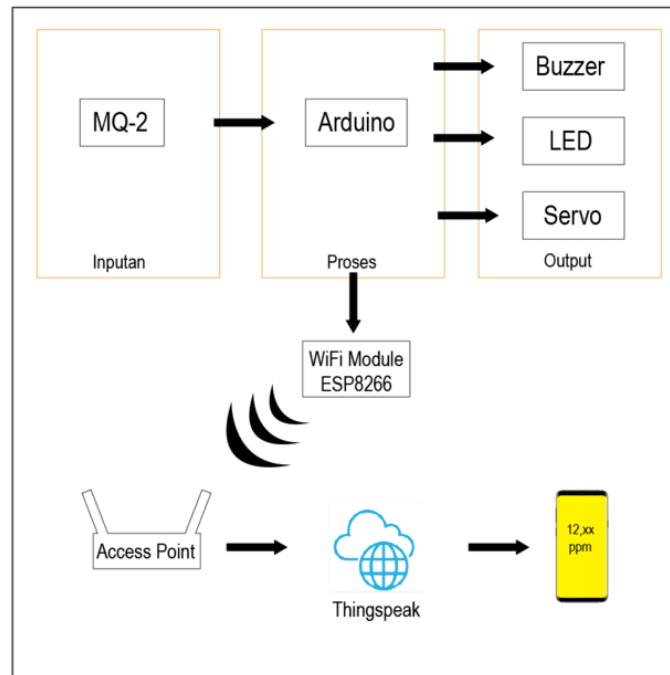 MQ-2
Inputan
Arduino
Proses
Buzzer
LED
Servo
Output
WiFi Module
ESP8266
Access Point
Thingspeak
12,xx
ppm